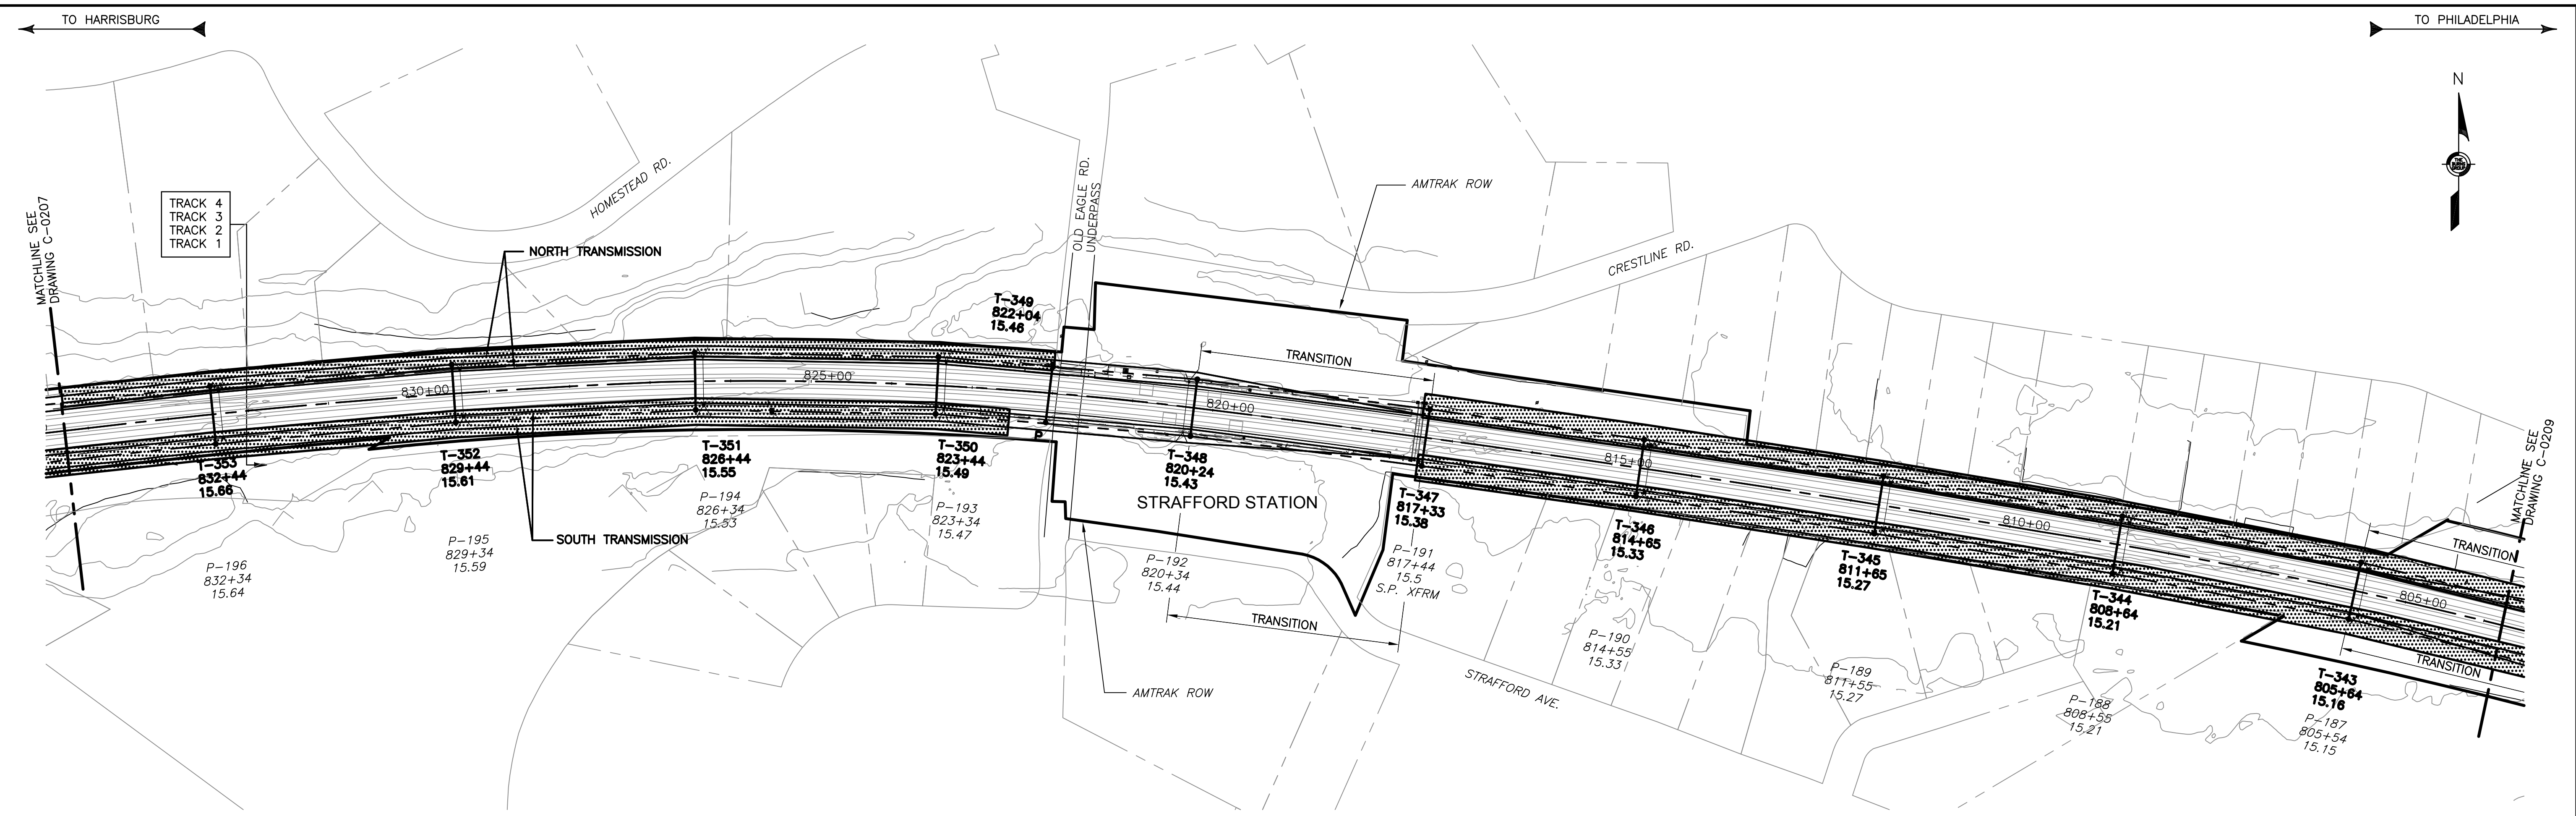 TO HARRISBURG
TO PHILADELPHIA
N
THE BURNS GROUP
MATCHLINE SEE
DRAWING C-0207
TRACK 4
TRACK 3
TRACK 2
TRACK 1
HOMESTEAD RD.
NORTH TRANSMISSION
OLD EAGLE RD.
UNDERPASS
AMTRAK ROW
CRESTLINE RD.
T-349
822+04
15.46
TRANSITION
830+00
825+00
820+00
815+00
810+00
805+00
P
T-353
832+44
15.66
T-352
829+44
15.61
T-351
826+44
15.55
T-350
823+44
15.49
T-348
820+24
15.43
STRAFFORD STATION
T-347
817+33
15.38
T-346
814+65
15.33
T-345
811+65
15.27
T-344
808+64
15.21
T-343
805+64
15.16
MATCHLINE SEE
DRAWING C-0209
TRANSITION
TRANSITION
SOUTH TRANSMISSION
P-196
832+34
15.64
P-195
829+34
15.59
P-194
826+34
15.53
P-193
823+34
15.47
P-192
820+34
15.44
P-191
817+44
15.5
S.P. XFRM
TRANSITION
P-190
814+55
15.33
P-189
811+55
15.27
P-188
808+55
15.21
P-187
805+54
15.15
AMTRAK ROW
STRAFFORD AVE.